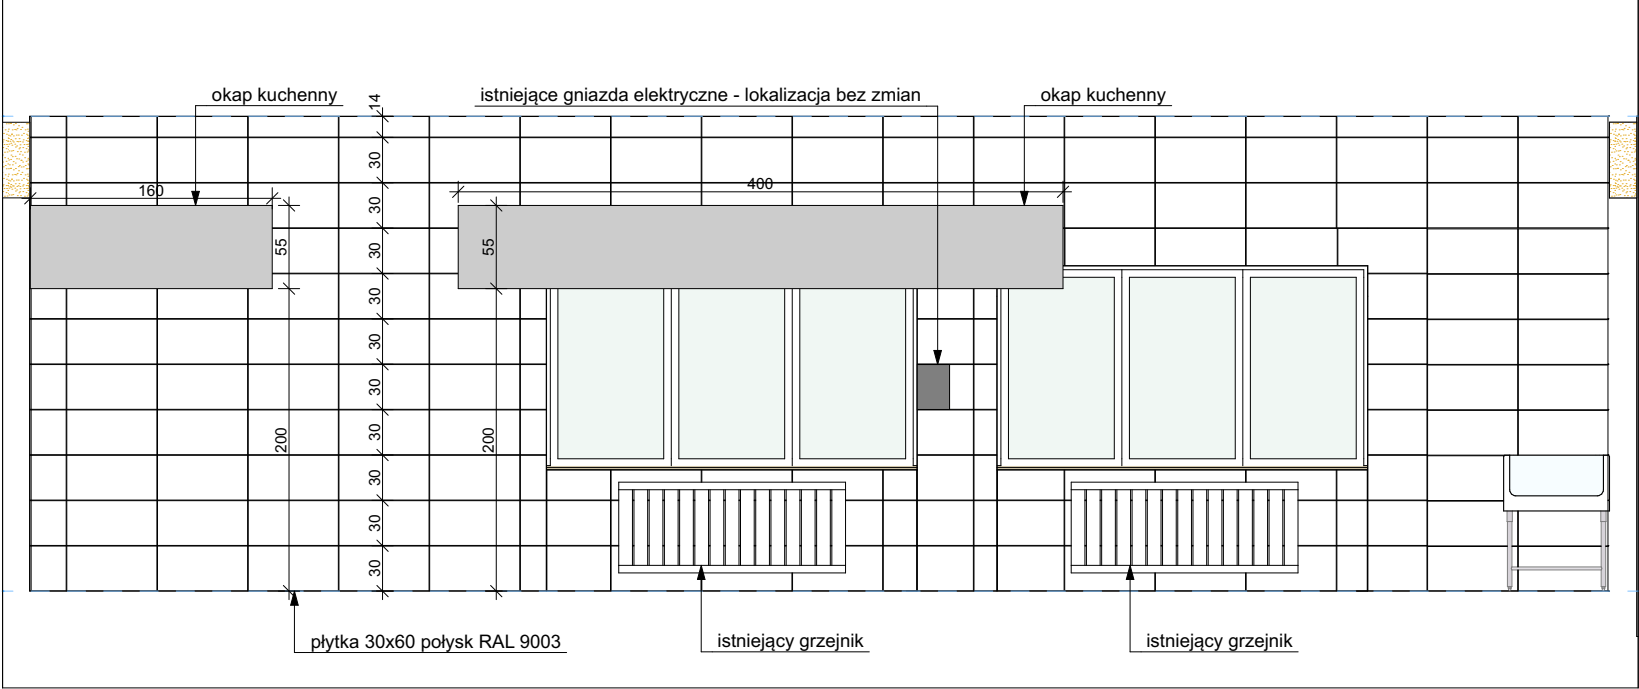 okap kuchenny
istniejące gniazda elektryczne - lokalizacja bez zmian
okap kuchenny
14
30
30
30
30
30
30
30
30
30
30
160
400
55
55
200
200
płytka 30x60 połysk RAL 9003
istniejący grzejnik
istniejący grzejnik